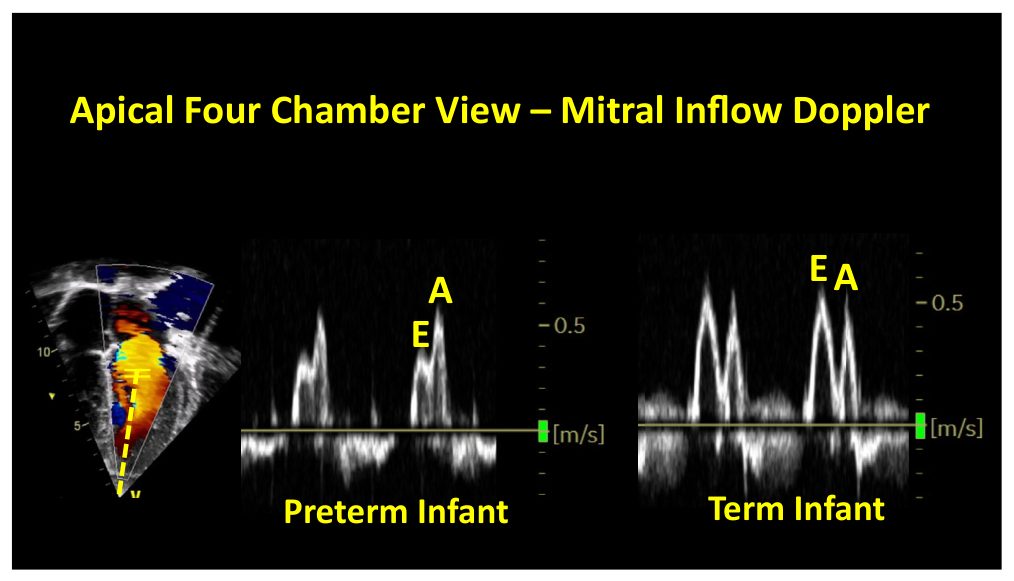 Apical Four Chamber View – Mitral Inflow Doppler
10
5
V
A
E
0.5
[m/s]
Preterm Infant
E A
0.5
[m/s]
Term Infant